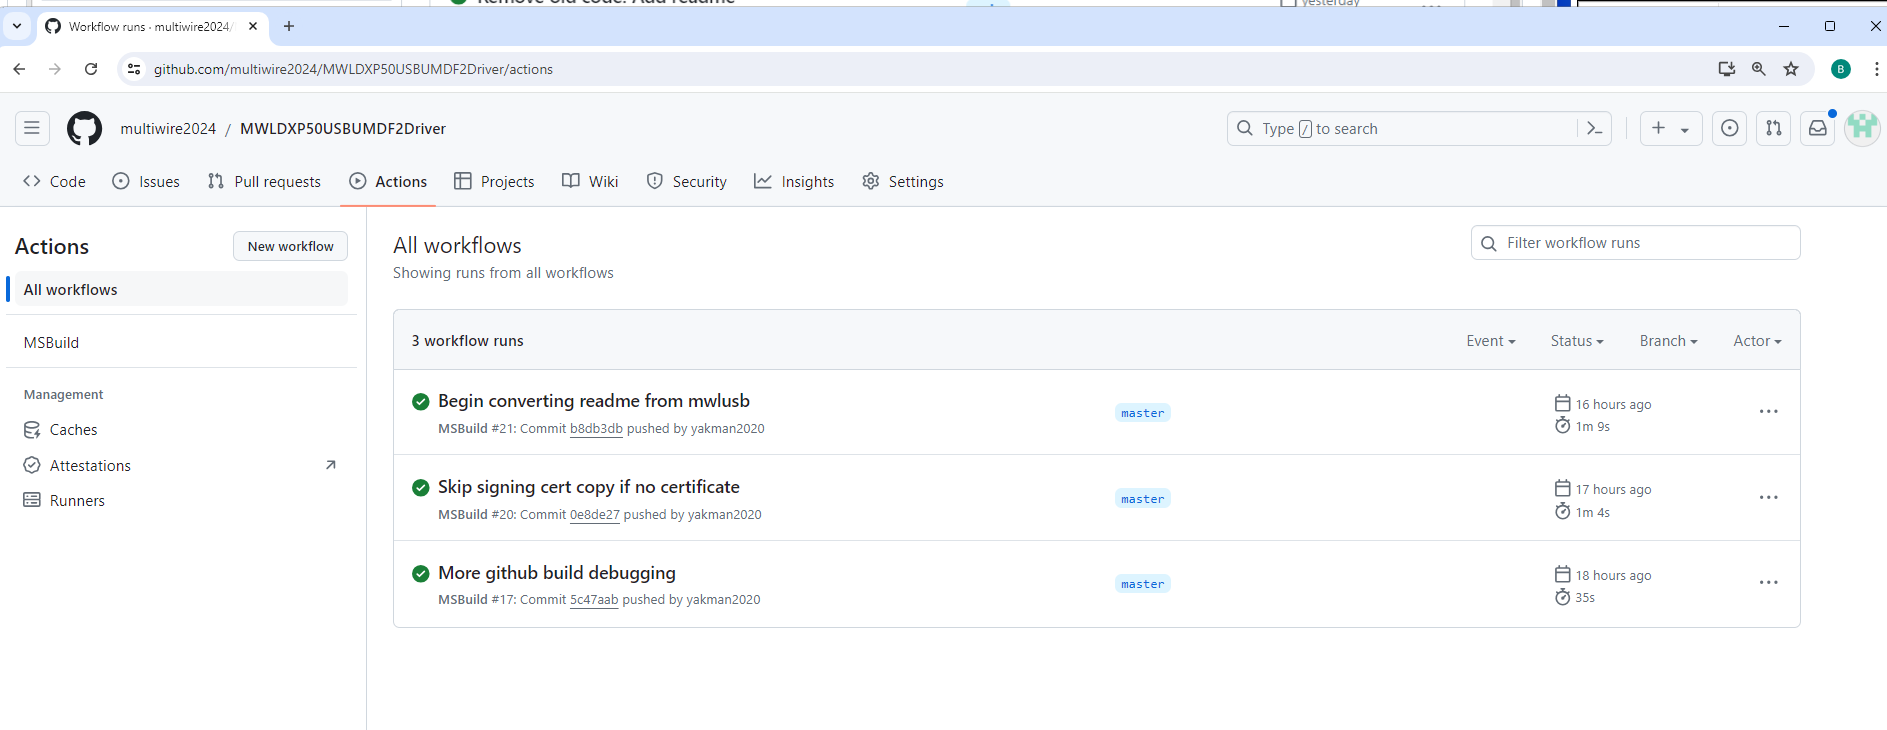 Remove old code. Add readme
yesterday
Workflow runs · multiwire2024/
github.com/multiwire2024/MWLDXP50USBUMDF2Driver/actions
B
multiwire2024 / MWLDXP50USBUMDF2Driver
Type / to search
Code Issues Pull requests Actions Projects Wiki Security Insights Settings
Actions
New workflow
All workflows
MSBuild
Management
Caches
Attestations
Runners
All workflows
Showing runs from all workflows
Filter workflow runs
3 workflow runs
Event Status Branch Actor
Begin converting readme from mwlusb
MSBuild #21: Commit b8db3db pushed by yakman2020
master
16 hours ago
1m 9s
Skip signing cert copy if no certificate
MSBuild #20: Commit 0e8de27 pushed by yakman2020
master
17 hours ago
1m 4s
More github build debugging
MSBuild #17: Commit 5c47aab pushed by yakman2020
master
18 hours ago
35s